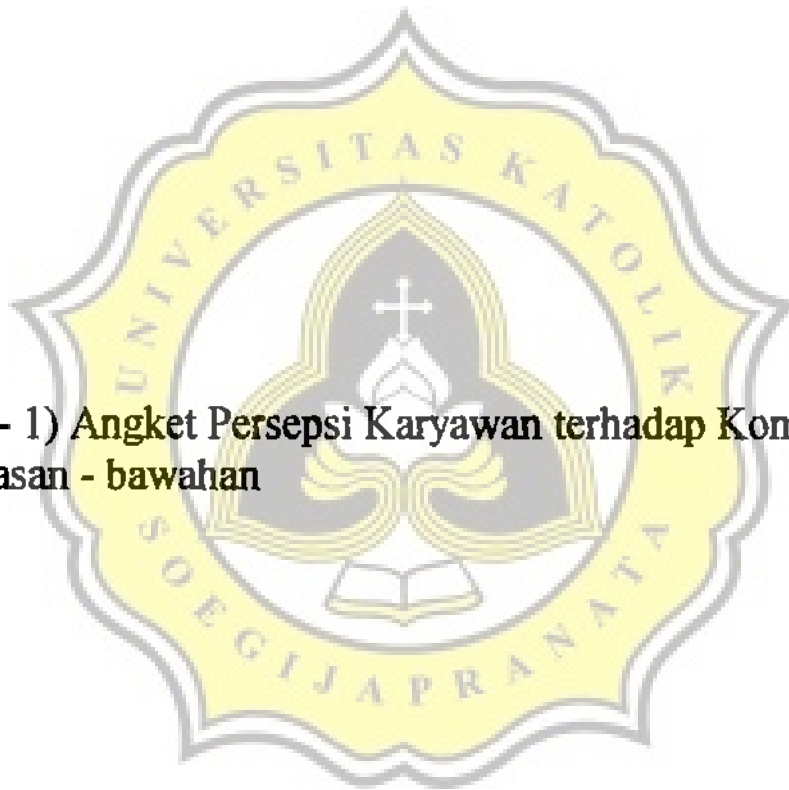 UNIVERSITAS KATOLIK
- 1) Angket Persepsi Karyawan terhadap Kom
asan - bawahan
SOEGIJAPRANATA